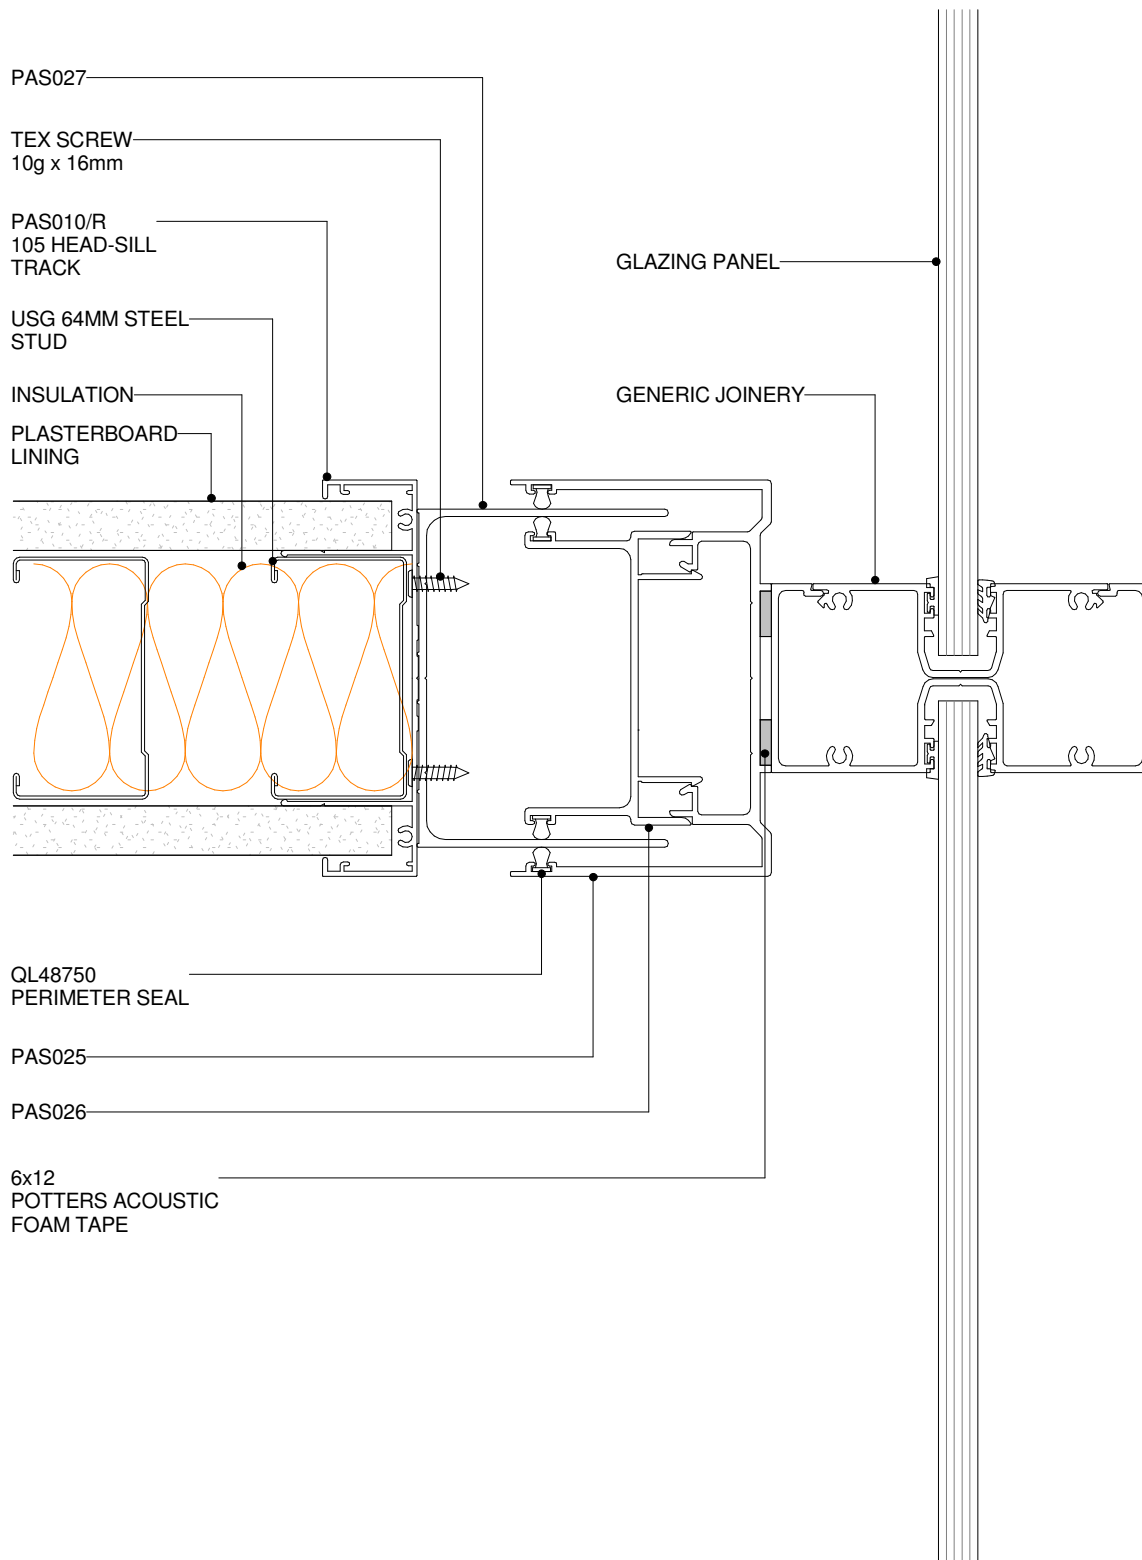 PAS027
TEX SCREW
10g x 16mm
PAS010/R
105 HEAD-SILL
TRACK
USG 64MM STEEL
STUD
INSULATION
PLASTERBOARD
LINING
GLAZING PANEL
GENERIC JOINERY
QL48750
PERIMETER SEAL
PAS025
PAS026
6x12
POTTERS ACOUSTIC
FOAM TAPE